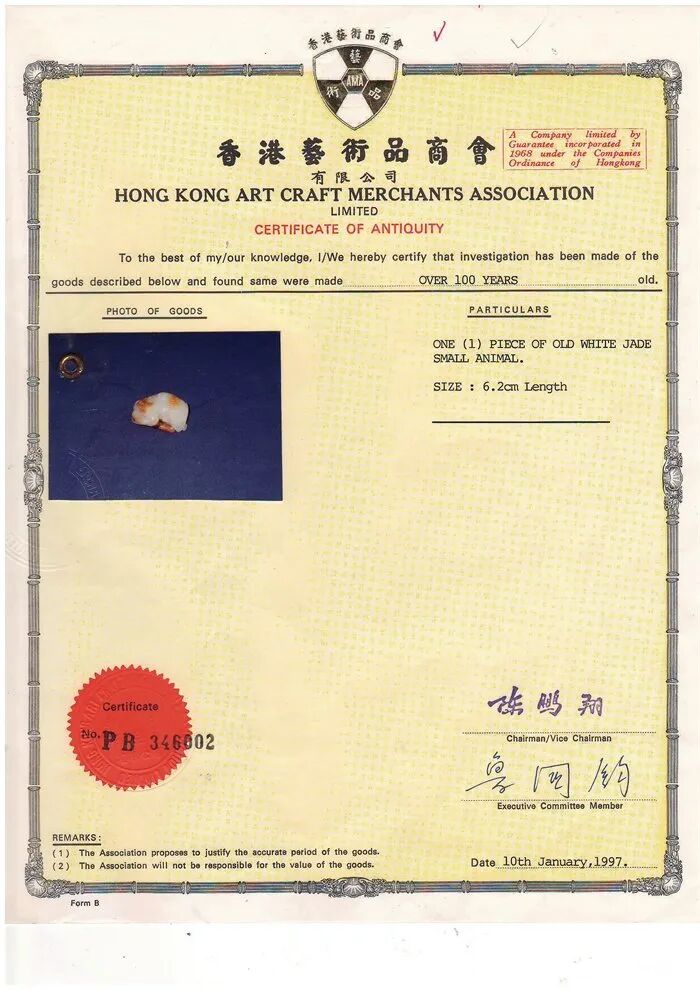 香港藝術品商會
藝
術 AMA 品
香港藝術品商會
有限公司
A Company limited by
Guarantee incorporated in
1968 under the Companies
Ordinance of Hongkong
HONG KONG ART CRAFT MERCHANTS ASSOCIATION
LIMITED
CERTIFICATE OF ANTIQUITY
To the best of my/our knowledge, I/We hereby certify that investigation has been made of the
goods described below and found same were made OVER 100 YEARS old.
PHOTO OF GOODS
PARTICULARS
ONE (1) PIECE OF OLD WHITE JADE
SMALL ANIMAL.
SIZE : 6.2cm Length
Certificate
No. PB 346002
陈鹏翔
Chairman/Vice Chairman
Executive Committee Member
REMARKS:
(1) The Association proposes to justify the accurate period of the goods.
(2) The Association will not be responsible for the value of the goods.
Date 10th January,1997.
Form B